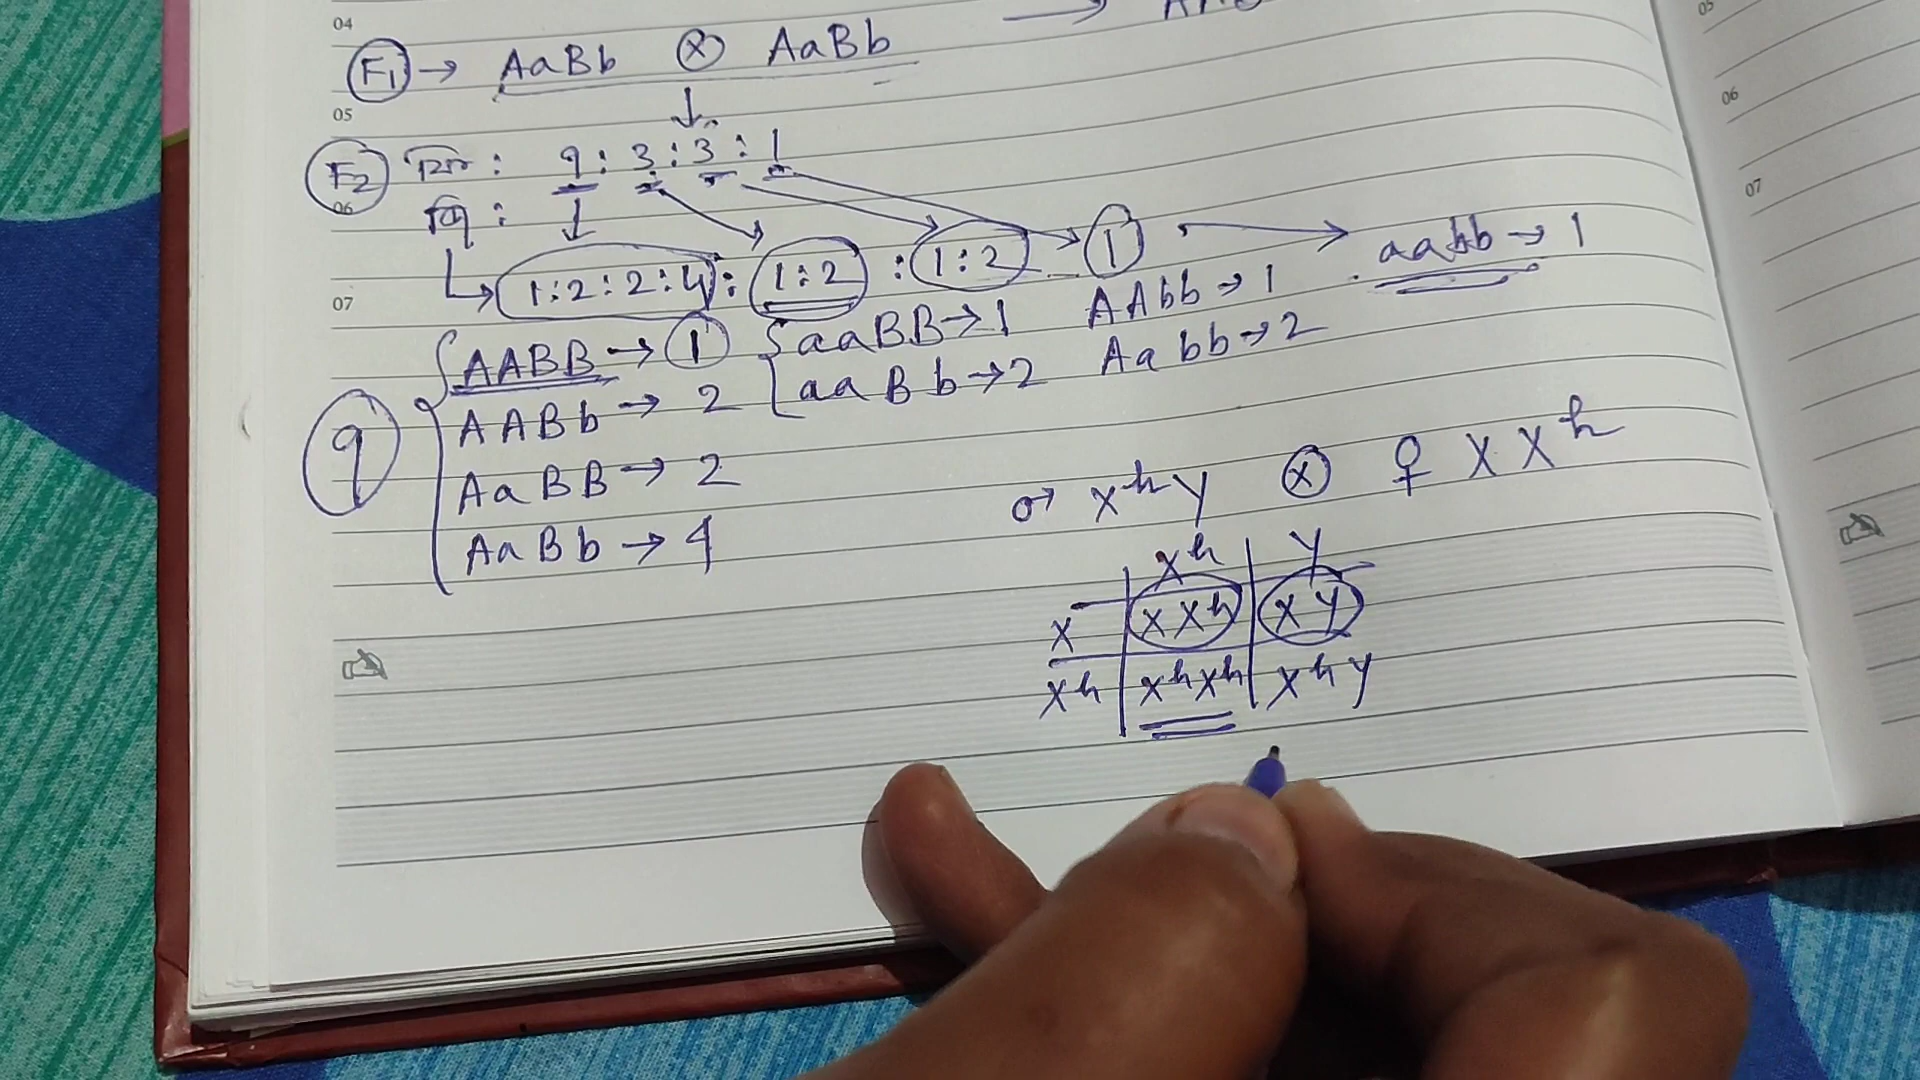 04
F₁ → AaBb ⊗ AaBb
05
F₂ : 9 : 3 : 3 : 1
06
:
1:2:2:4 : 1:2 : 1:2 1 → aabb → 1
07
AABB → 1 aaBB → 1 AAbb → 1
9 AABb → 2 aaBb → 2 Aabb → 2
AaBB → 2
AaBb → 4
♂ XʰY ⊗ ♀ XXʰ
Xʰ Y
X XXʰ XY
Xʰ XʰXʰ XʰY
05
06
07